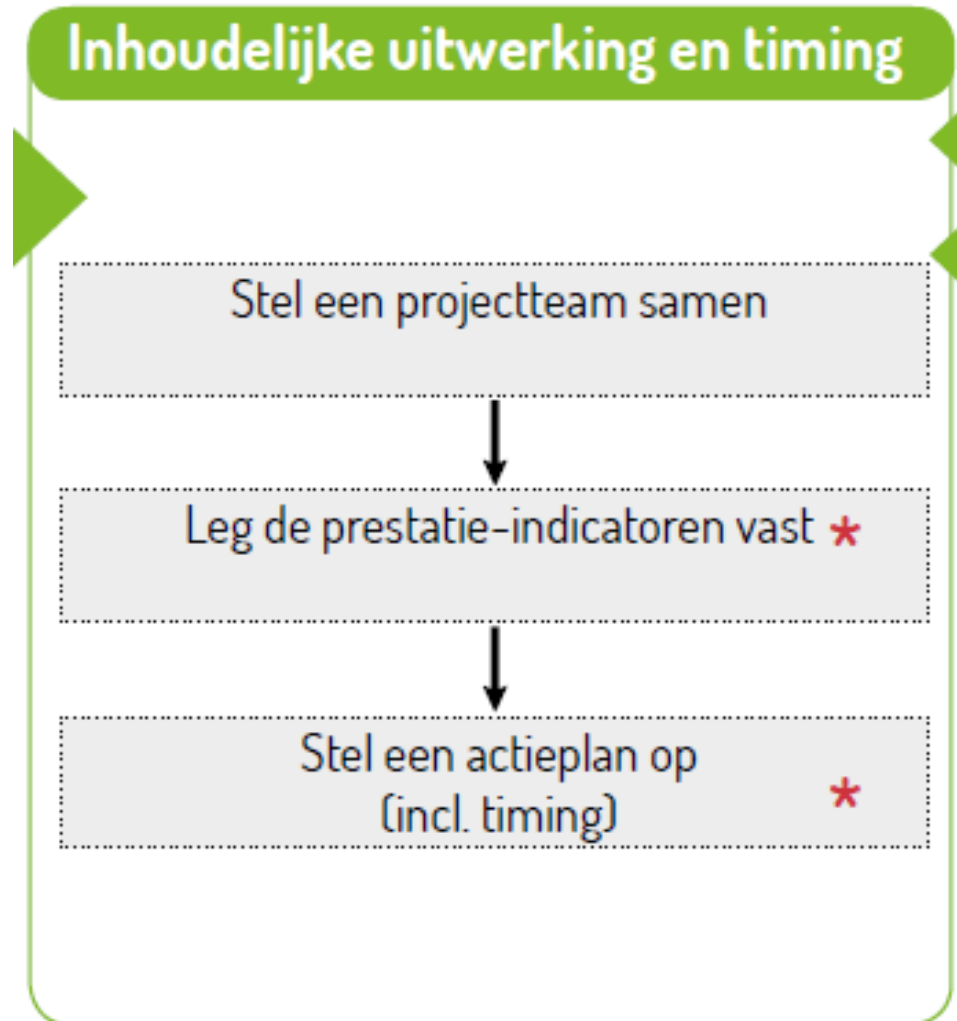 Inhoudelijke uitwerking en timing
Stel een projectteam samen
Leg de prestatie-indicatoren vast *
Stel een actieplan op
(incl. timing) *